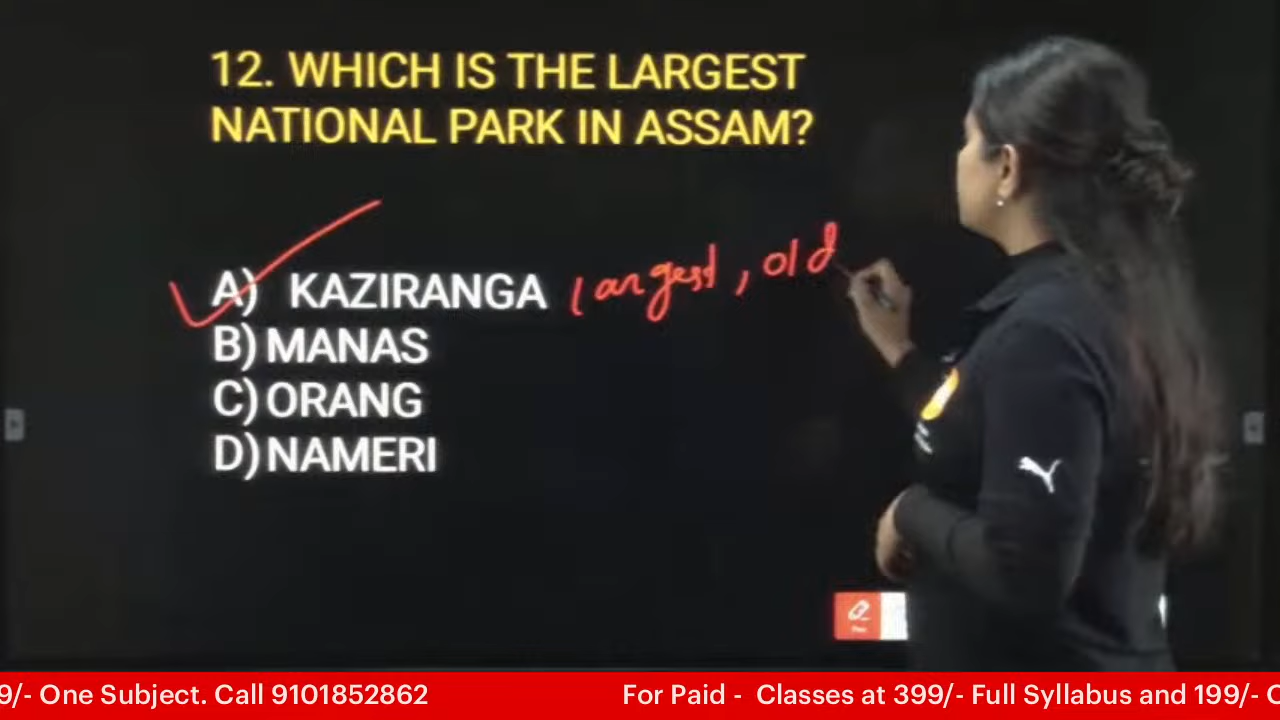 12. WHICH IS THE LARGEST
NATIONAL PARK IN ASSAM?
A) KAZIRANGA largest, old
B) MANAS
C) ORANG
D) NAMERI
Pen
9/- One Subject. Call 9101852862 For Paid - Classes at 399/- Full Syllabus and 199/- O